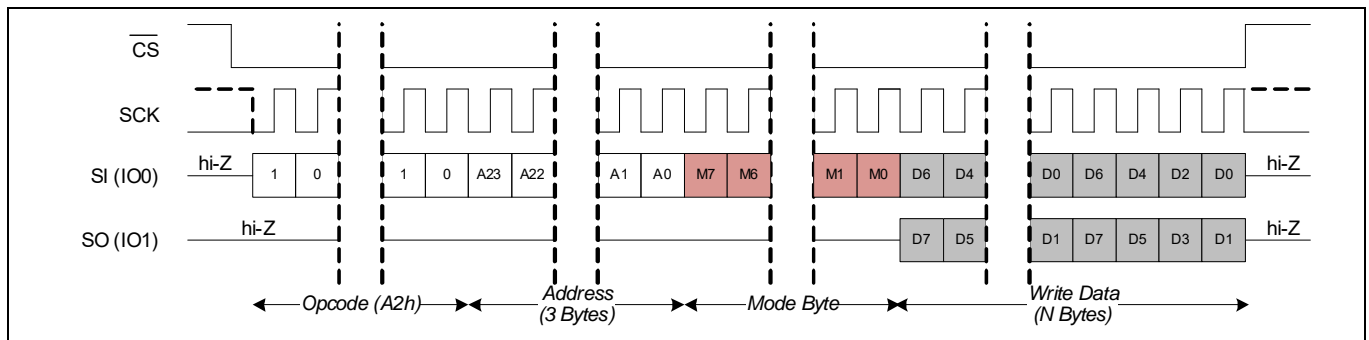 CS
SCK
SI (IO0) hi-Z 1 0 1 0 A23 A22 A1 A0 M7 M6 M1 M0 D6 D4 D0 D6 D4 D2 D0 hi-Z
SO (IO1) hi-Z D7 D5 D1 D7 D5 D3 D1 hi-Z
Opcode (A2h) Address (3 Bytes) Mode Byte Write Data (N Bytes)